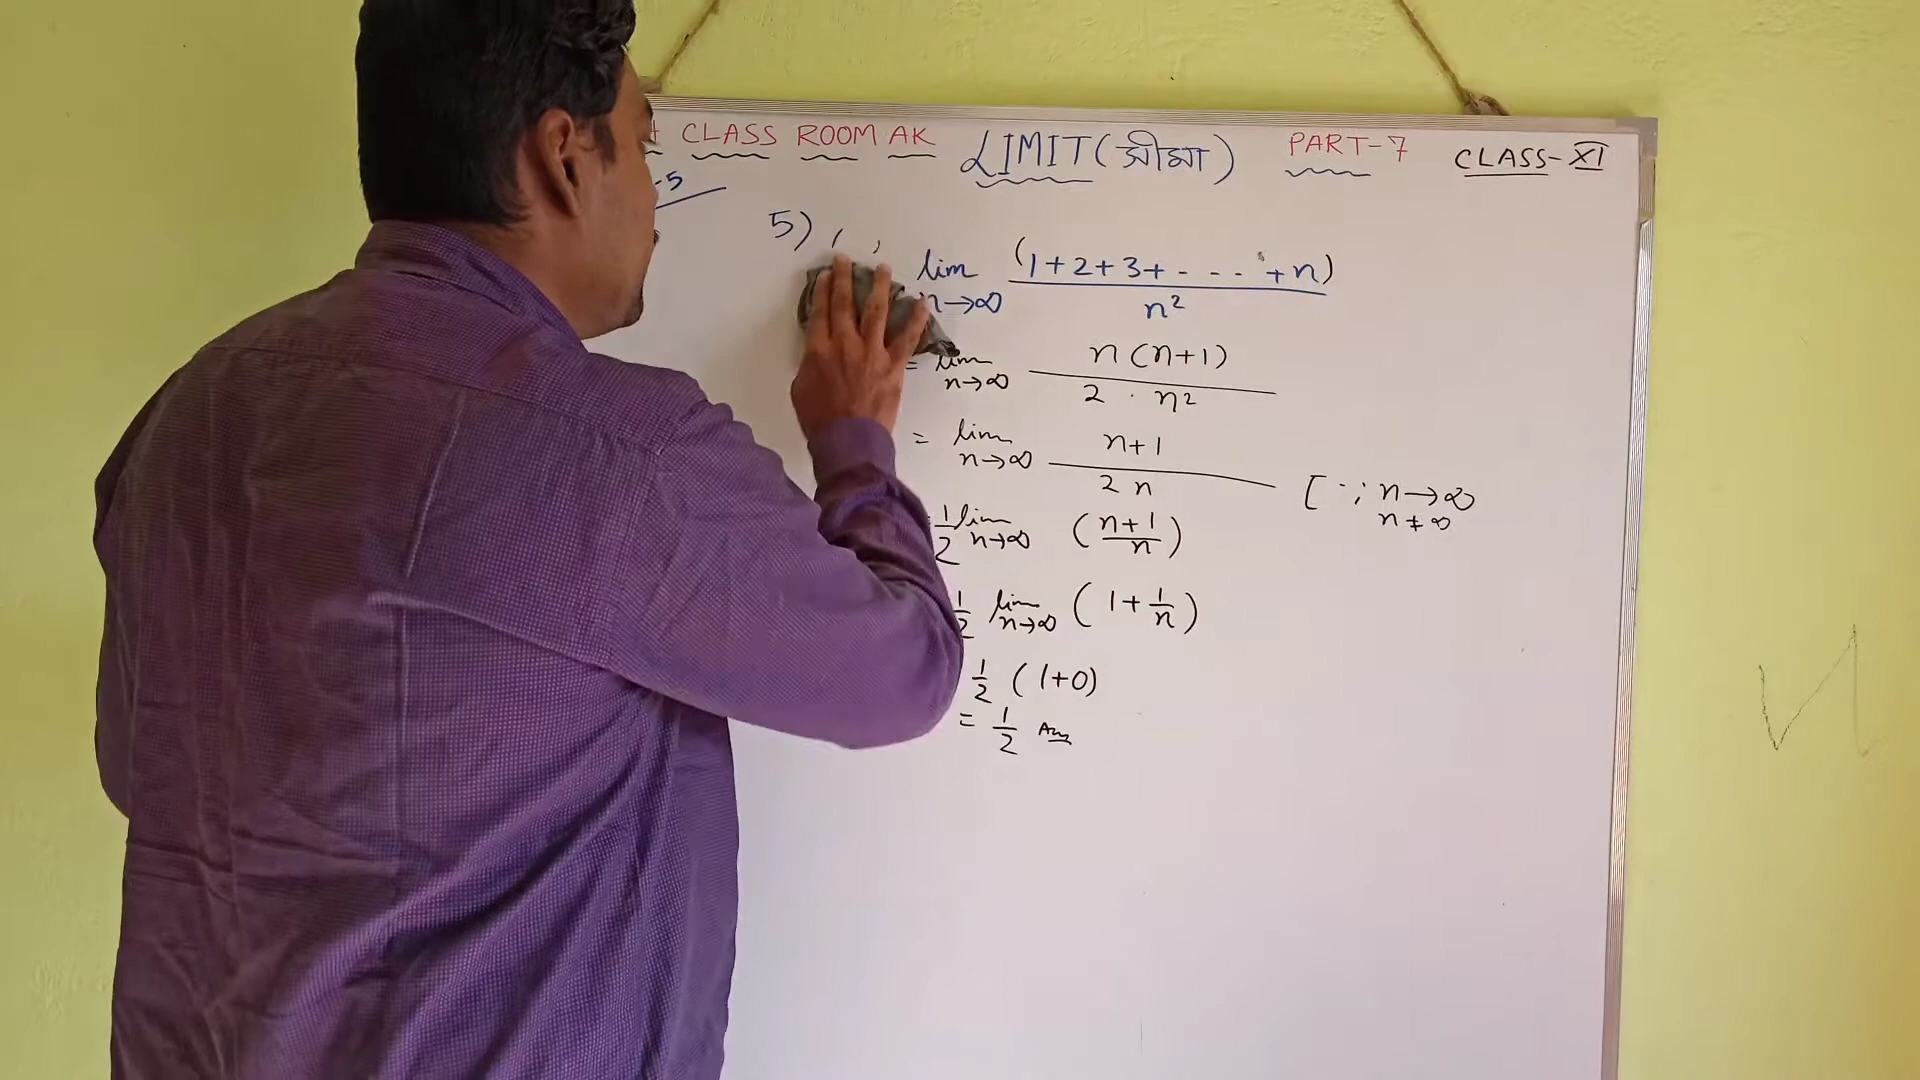 CLASS ROOM AK LIMIT (সীমা) PART-7 CLASS-XI
-5
5)
lim n→∞ (1+2+3+- - - - +n) / n²
= lim n→∞ n(n+1) / 2 · n²
= lim n→∞ n+1 / 2n [∵ n→∞
n≠∞
= 1/2 lim n→∞ (n+1 / n)
1/2 lim n→∞ (1+1/n)
1/2 (1+0)
= 1/2 Ans